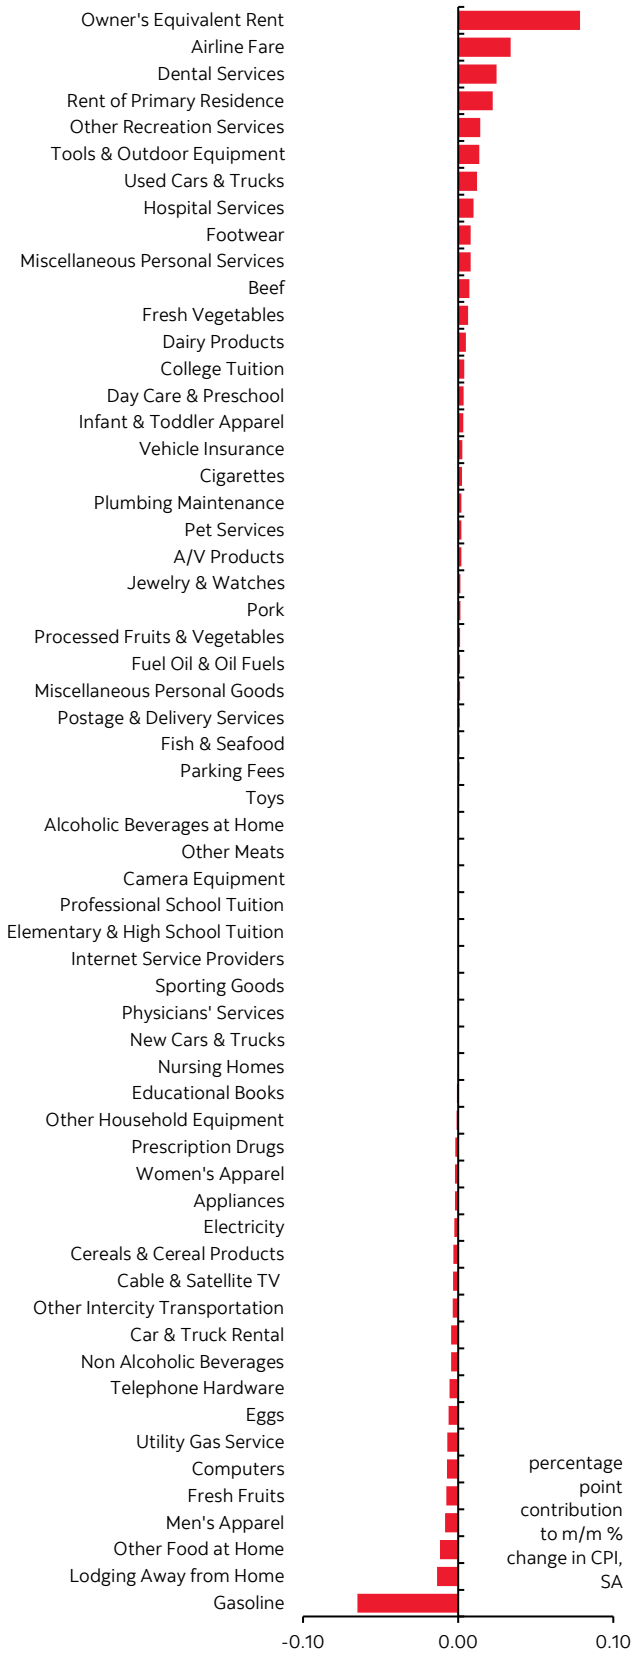 Owner's Equivalent Rent
Airline Fare
Dental Services
Rent of Primary Residence
Other Recreation Services
Tools & Outdoor Equipment
Used Cars & Trucks
Hospital Services
Footwear
Miscellaneous Personal Services
Beef
Fresh Vegetables
Dairy Products
College Tuition
Day Care & Preschool
Infant & Toddler Apparel
Vehicle Insurance
Cigarettes
Plumbing Maintenance
Pet Services
A/V Products
Jewelry & Watches
Pork
Processed Fruits & Vegetables
Fuel Oil & Oil Fuels
Miscellaneous Personal Goods
Postage & Delivery Services
Fish & Seafood
Parking Fees
Toys
Alcoholic Beverages at Home
Other Meats
Camera Equipment
Professional School Tuition
Elementary & High School Tuition
Internet Service Providers
Sporting Goods
Physicians' Services
New Cars & Trucks
Nursing Homes
Educational Books
Other Household Equipment
Prescription Drugs
Women's Apparel
Appliances
Electricity
Cereals & Cereal Products
Cable & Satellite TV
Other Intercity Transportation
Car & Truck Rental
Non Alcoholic Beverages
Telephone Hardware
Eggs
Utility Gas Service
Computers
Fresh Fruits
Men's Apparel
Other Food at Home
Lodging Away from Home
Gasoline
percentage
point
contribution
to m/m %
change in CPI,
SA
-0.10 0.00 0.10